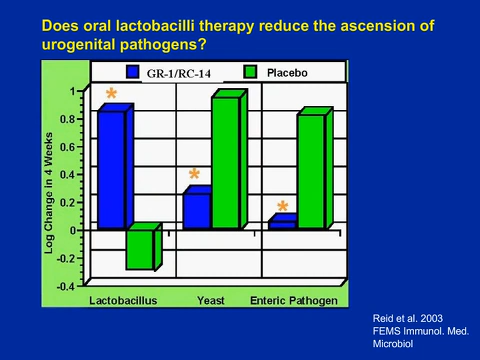 Does oral lactobacilli therapy reduce the ascension of
urogenital pathogens?
GR-1/RC-14
Placebo
*
*
*
1
0.8
0.6
0.4
0.2
0
-0.2
-0.4
Log Change in 4 Weeks
Lactobacillus
Yeast
Enteric Pathogen
Reid et al. 2003
FEMS Immunol. Med.
Microbiol